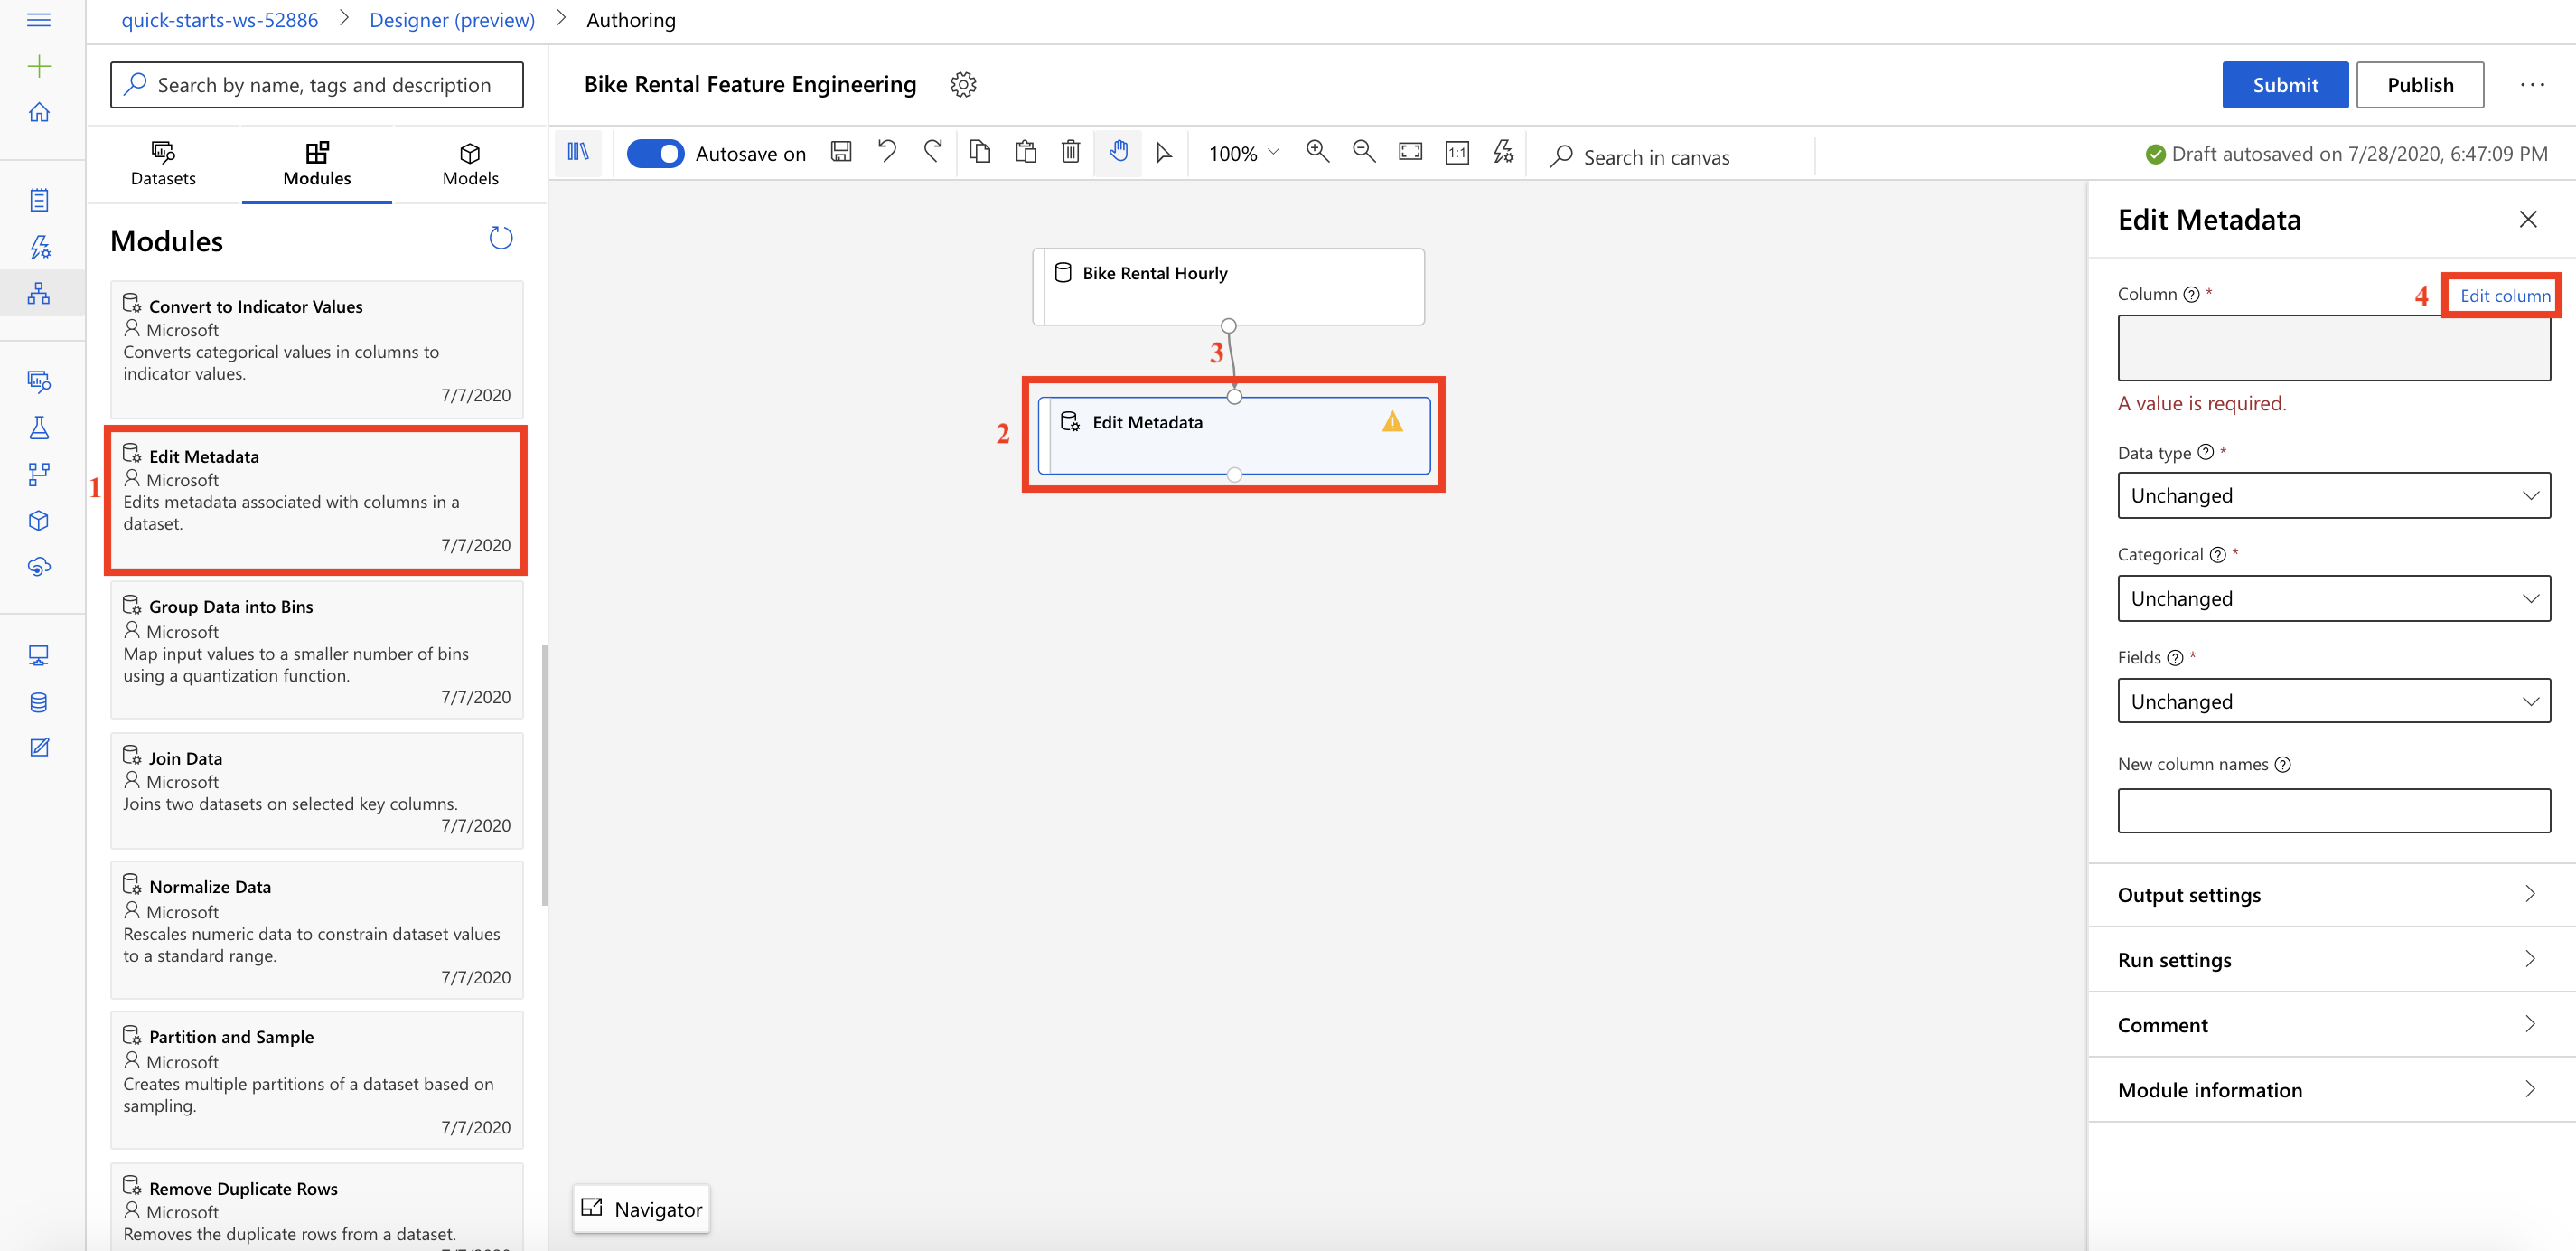 quick-starts-ws-52886 > Designer (preview) > Authoring
Search by name, tags and description
Bike Rental Feature Engineering
Submit
Publish
Datasets
Modules
Models
Autosave on
100%
1:1
Search in canvas
Draft autosaved on 7/28/2020, 6:47:09 PM
Modules
Convert to Indicator Values
Microsoft
Converts categorical values in columns to
indicator values.
7/7/2020
1
Edit Metadata
Microsoft
Edits metadata associated with columns in a
dataset.
7/7/2020
Group Data into Bins
Microsoft
Map input values to a smaller number of bins
using a quantization function.
7/7/2020
Join Data
Microsoft
Joins two datasets on selected key columns.
7/7/2020
Normalize Data
Microsoft
Rescales numeric data to constrain dataset values
to a standard range.
7/7/2020
Partition and Sample
Microsoft
Creates multiple partitions of a dataset based on
sampling.
7/7/2020
Remove Duplicate Rows
Microsoft
Removes the duplicate rows from a dataset.
Bike Rental Hourly
3
2
Edit Metadata
Navigator
Edit Metadata
Column ? *
4
Edit column
A value is required.
Data type ? *
Unchanged
Categorical ? *
Unchanged
Fields ? *
Unchanged
New column names ?
Output settings
Run settings
Comment
Module information